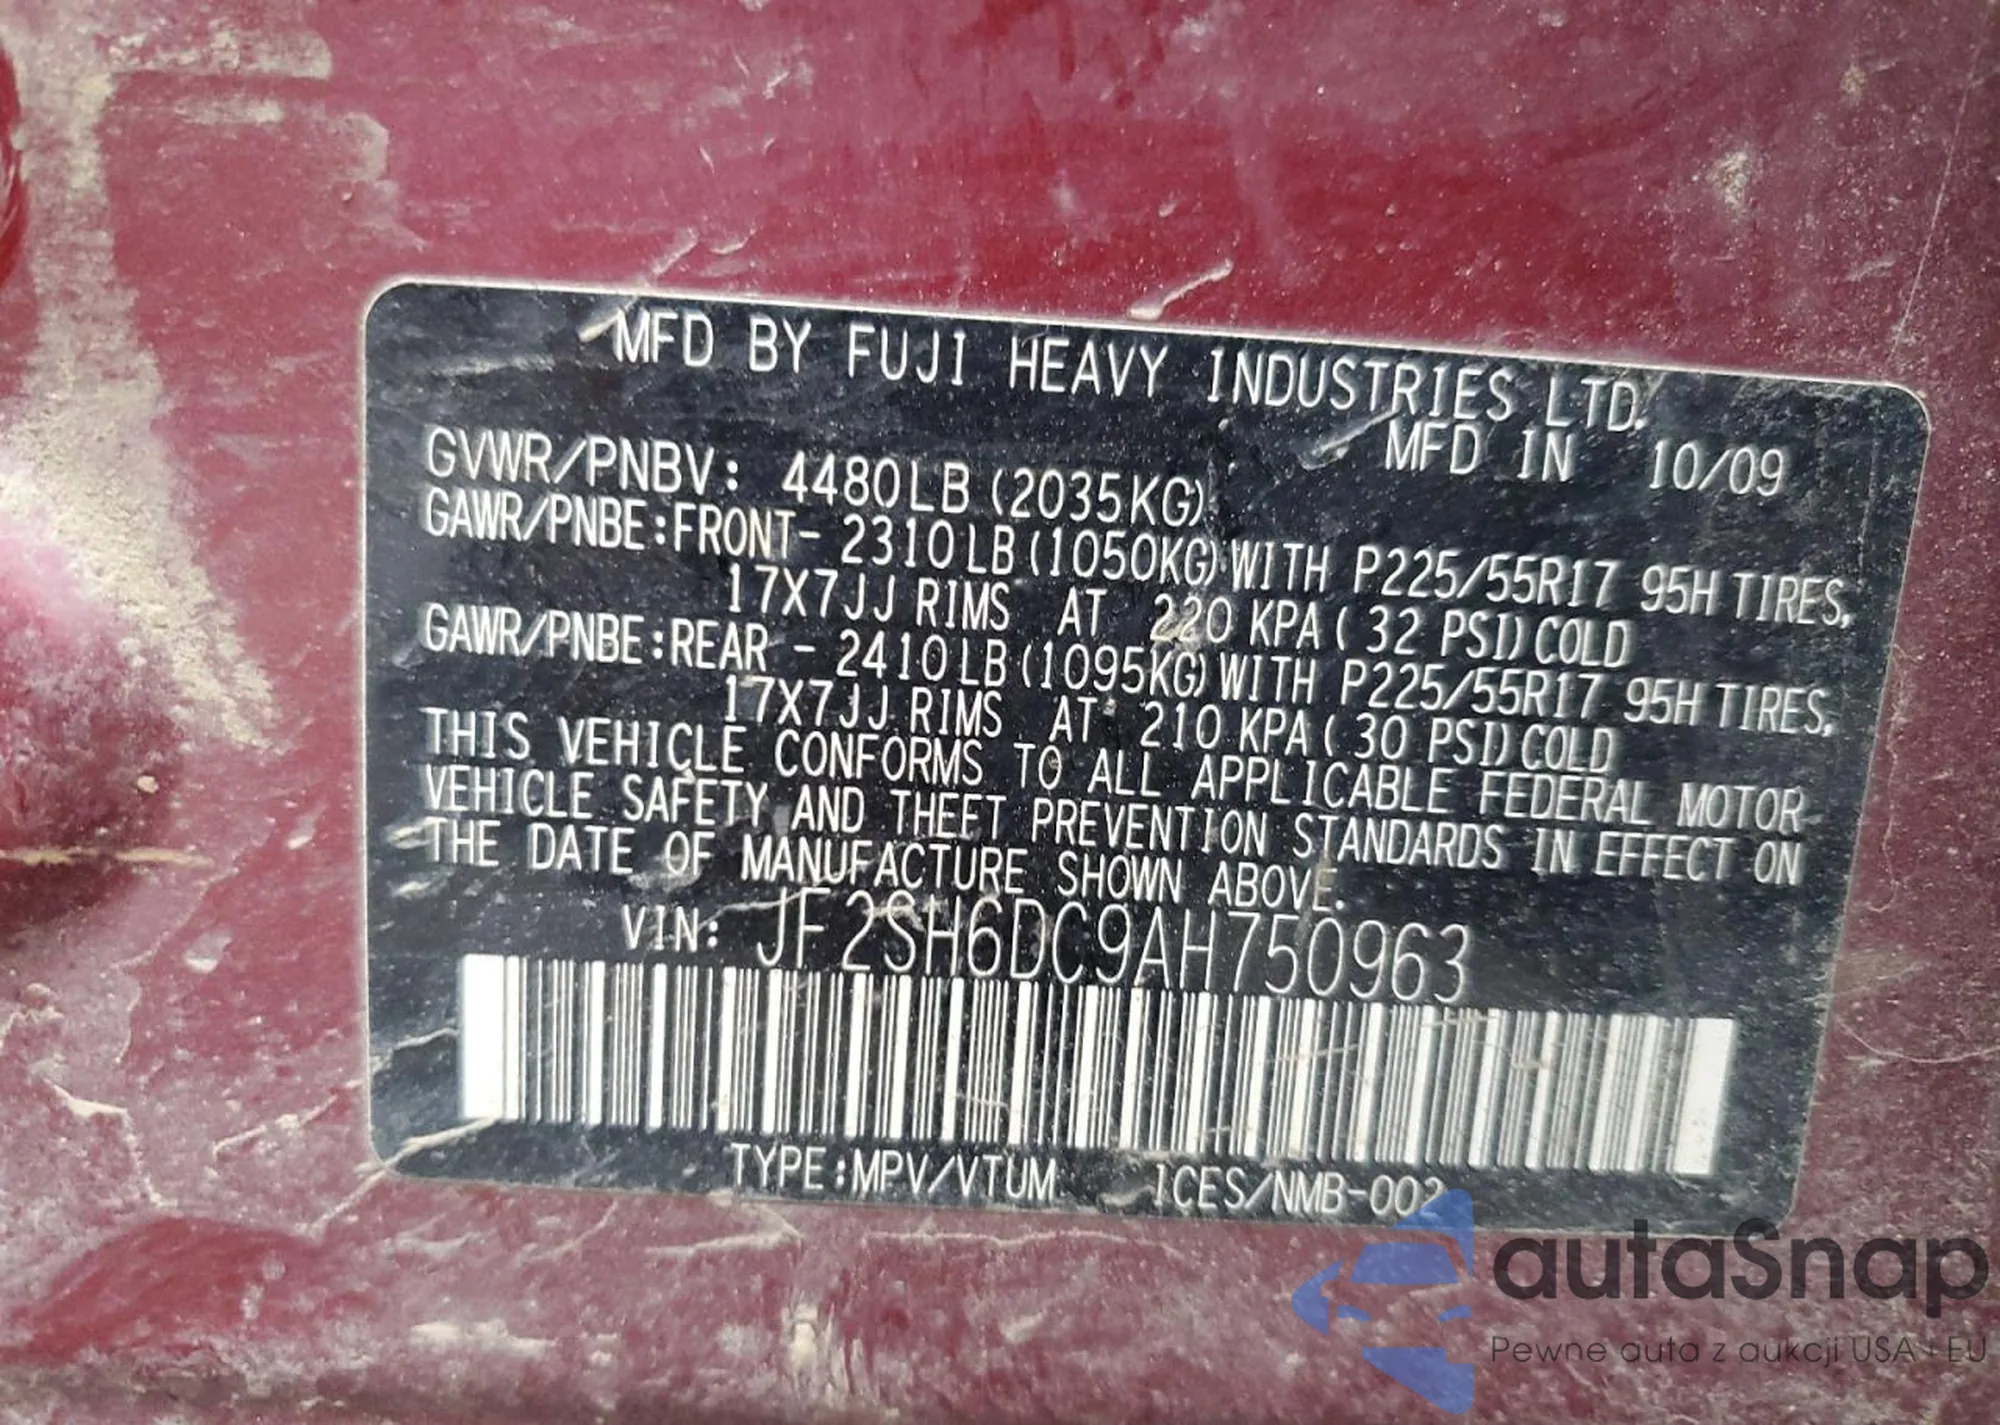 MFD BY FUJI HEAVY INDUSTRIES LTD.
MFD IN 10/09
GVWR/PNBV: 4480LB (2035KG)
GAWR/PNBE:FRONT- 2310LB (1050KG) WITH P225/55R17 95H TIRES,
17X7JJ RIMS AT 220 KPA ( 32 PSI) COLD
GAWR/PNBE:REAR - 2410LB (1095KG) WITH P225/55R17 95H TIRES,
17X7JJ RIMS AT 210 KPA ( 30 PSI) COLD
THIS VEHICLE CONFORMS TO ALL APPLICABLE FEDERAL MOTOR
VEHICLE SAFETY AND THEFT PREVENTION STANDARDS IN EFFECT ON
THE DATE OF MANUFACTURE SHOWN ABOVE.
VIN: JF2SH6DC9AH750963
TYPE:MPV/VTUM ICES/NMB-002
autaSnap
Pewne auta z aukcji USA i EU